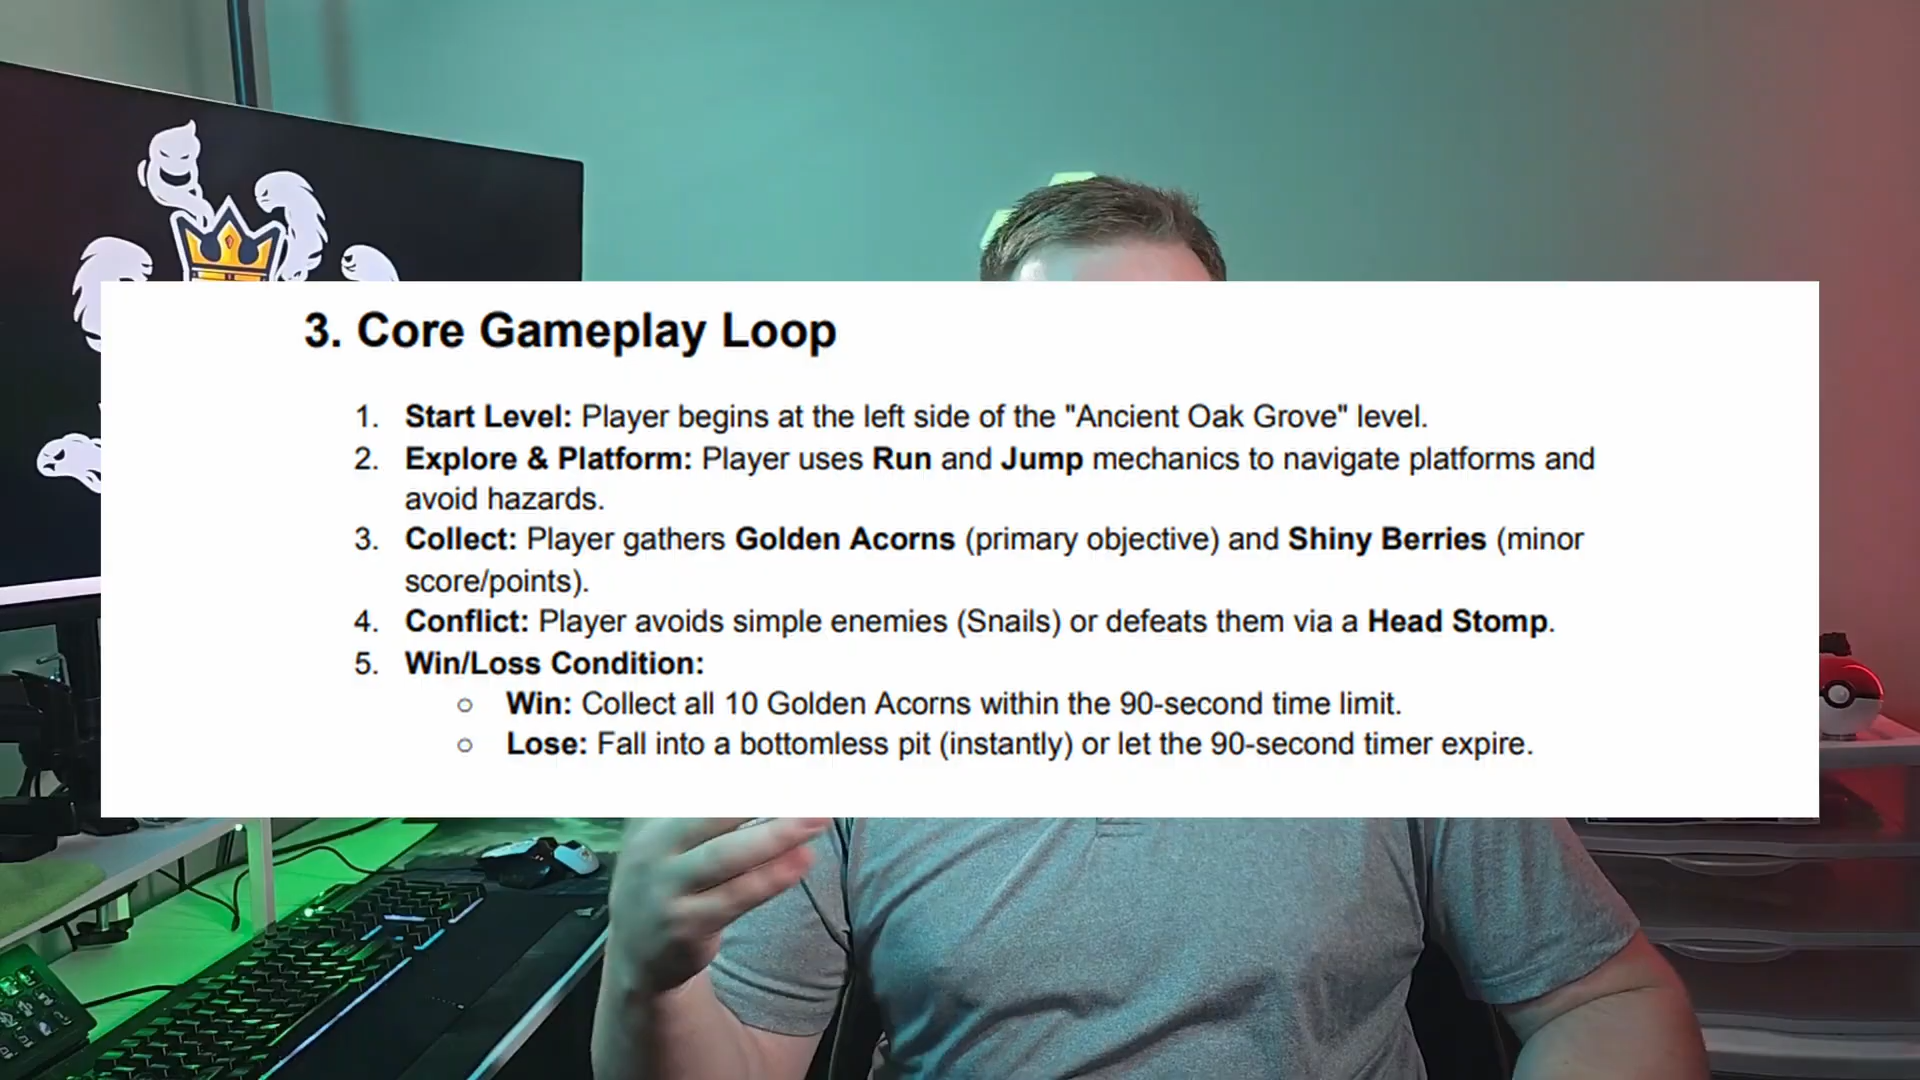 3. Core Gameplay Loop
1. Start Level: Player begins at the left side of the "Ancient Oak Grove" level.
2. Explore & Platform: Player uses Run and Jump mechanics to navigate platforms and
avoid hazards.
3. Collect: Player gathers Golden Acorns (primary objective) and Shiny Berries (minor
score/points).
4. Conflict: Player avoids simple enemies (Snails) or defeats them via a Head Stomp.
5. Win/Loss Condition:
○ Win: Collect all 10 Golden Acorns within the 90-second time limit.
○ Lose: Fall into a bottomless pit (instantly) or let the 90-second timer expire.